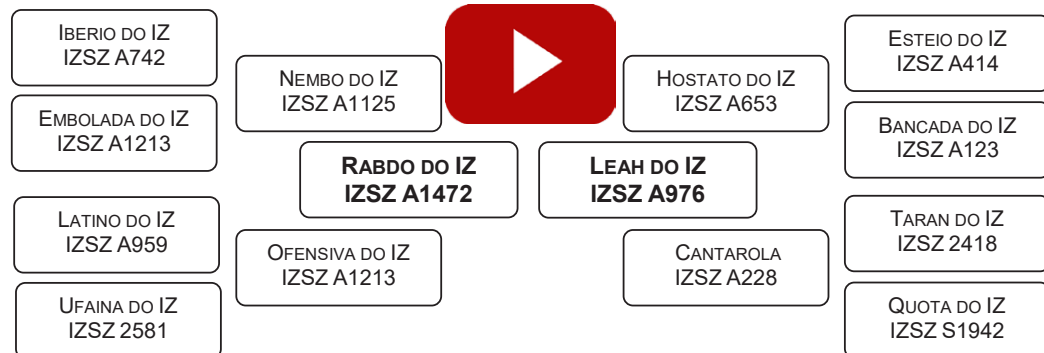 IBERIO DO IZ
IZSZ A742
EMBOLADA DO IZ
IZSZ A1213
LATINO DO IZ
IZSZ A959
UFAINA DO IZ
IZSZ 2581
NEMBO DO IZ
IZSZ A1125
OFENSIVA DO IZ
IZSZ A1213
RABDO DO IZ
IZSZ A1472
LEAH DO IZ
IZSZ A976
HOSTATO DO IZ
IZSZ A653
CANTAROLA
IZSZ A228
ESTEIO DO IZ
IZSZ A414
BANCADA DO IZ
IZSZ A123
TARAN DO IZ
IZSZ 2418
QUOTA DO IZ
IZSZ S1942